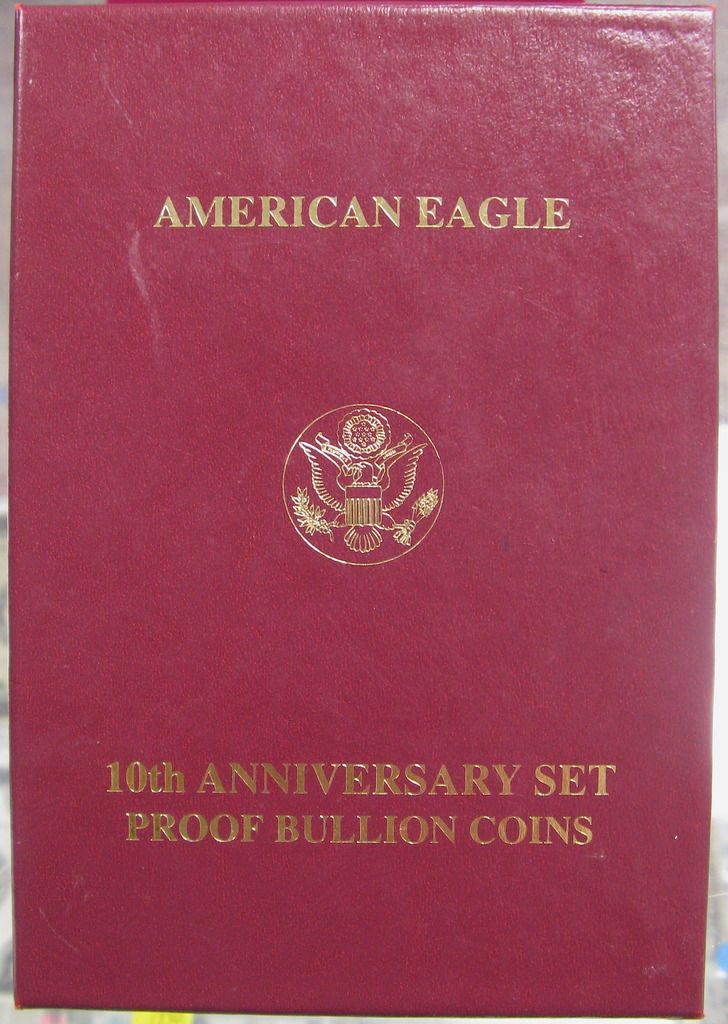 AMERICAN EAGLE
10th ANNIVERSARY SET
PROOF BULLION COINS